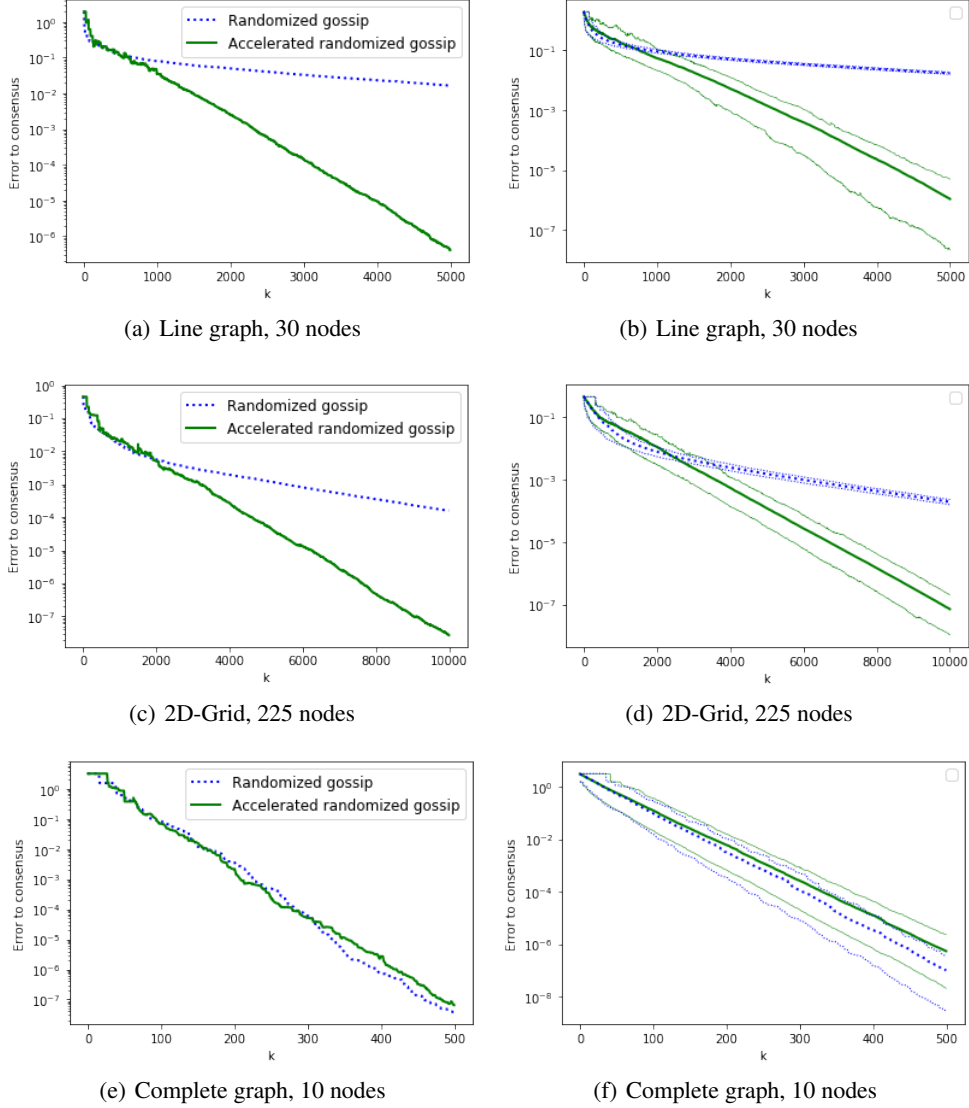 Randomized gossip
Accelerated randomized gossip
Error to consensus
10^0
10^-1
10^-2
10^-3
10^-4
10^-5
10^-6
0 1000 2000 3000 4000 5000
k
(a) Line graph, 30 nodes
Error to consensus
10^-1
10^-3
10^-5
10^-7
0 1000 2000 3000 4000 5000
k
(b) Line graph, 30 nodes
Randomized gossip
Accelerated randomized gossip
Error to consensus
10^0
10^-1
10^-2
10^-3
10^-4
10^-5
10^-6
10^-7
0 2000 4000 6000 8000 10000
k
(c) 2D-Grid, 225 nodes
Error to consensus
10^-1
10^-3
10^-5
10^-7
0 2000 4000 6000 8000 10000
k
(d) 2D-Grid, 225 nodes
Randomized gossip
Accelerated randomized gossip
Error to consensus
10^0
10^-1
10^-2
10^-3
10^-4
10^-5
10^-6
10^-7
0 100 200 300 400 500
k
(e) Complete graph, 10 nodes
Error to consensus
10^0
10^-2
10^-4
10^-6
10^-8
0 100 200 300 400 500
k
(f) Complete graph, 10 nodes